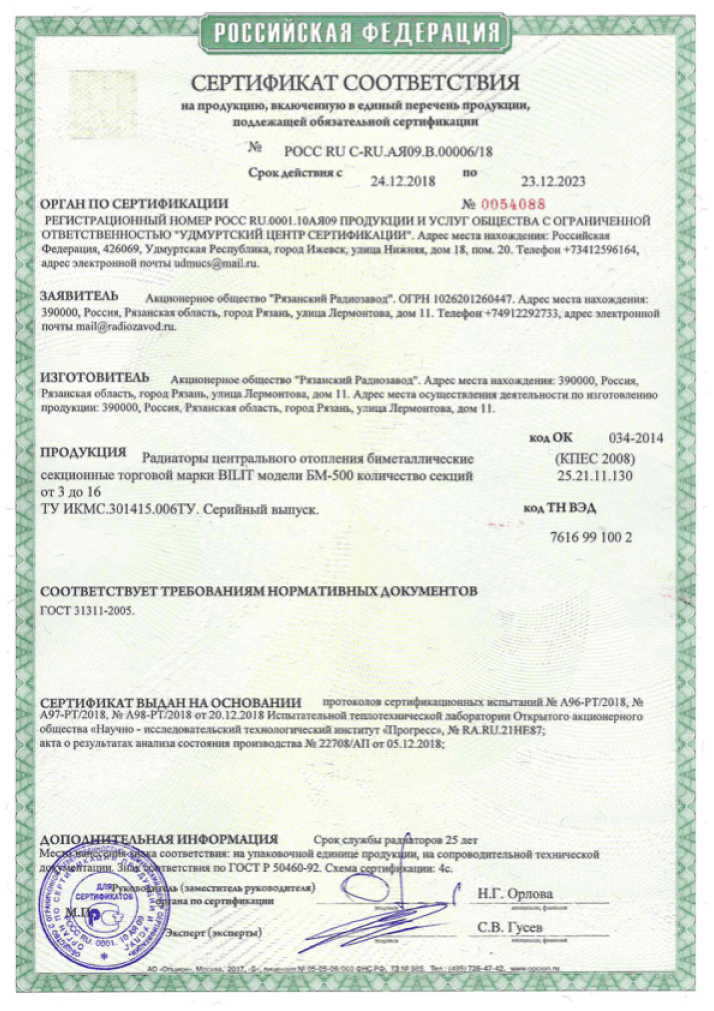 РОССИЙСКАЯ ФЕДЕРАЦИЯ
СЕРТИФИКАТ СООТВЕТСТВИЯ
на продукцию, включенную в единый перечень продукции,
подлежащей обязательной сертификации
№ РОСС RU C-RU.АЯ09.В.00006/18
Срок действия с 24.12.2018 по 23.12.2023
ОРГАН ПО СЕРТИФИКАЦИИ № 0054088
РЕГИСТРАЦИОННЫЙ НОМЕР РОСС RU.0001.10АЯ09 ПРОДУКЦИИ И УСЛУГ ОБЩЕСТВА С ОГРАНИЧЕННОЙ
ОТВЕТСТВЕННОСТЬЮ "УДМУРТСКИЙ ЦЕНТР СЕРТИФИКАЦИИ". Адрес места нахождения: Российская
Федерация, 426069, Удмуртская Республика, город Ижевск, улица Нижняя, дом 18, пом. 20. Телефон +73412596164,
адрес электронной почты udmucs@mail.ru.
ЗАЯВИТЕЛЬ Акционерное общество "Рязанский Радиозавод". ОГРН 1026201260447. Адрес места нахождения:
390000, Россия, Рязанская область, город Рязань, улица Лермонтова, дом 11. Телефон +74912292733, адрес электронной
почты mail@radiozavod.ru.
ИЗГОТОВИТЕЛЬ Акционерное общество "Рязанский Радиозавод". Адрес места нахождения: 390000, Россия,
Рязанская область, город Рязань, улица Лермонтова, дом 11. Адрес места осуществления деятельности по изготовлению
продукции: 390000, Россия, Рязанская область, город Рязань, улица Лермонтова, дом 11.
код ОК 034-2014
ПРОДУКЦИЯ Радиаторы центрального отопления биметаллические (КПЕС 2008)
секционные торговой марки BILIT модели БМ-500 количество секций 25.21.11.130
от 3 до 16
ТУ ИКМС.301415.006ТУ. Серийный выпуск. код ТН ВЭД
7616 99 100 2
СООТВЕТСТВУЕТ ТРЕБОВАНИЯМ НОРМАТИВНЫХ ДОКУМЕНТОВ
ГОСТ 31311-2005.
СЕРТИФИКАТ ВЫДАН НА ОСНОВАНИИ протоколов сертификационных испытаний № А96-РТ/2018, №
А97-РТ/2018, № А98-РТ/2018 от 20.12.2018 Испытательной теплотехнической лаборатории Открытого акционерного
общества «Научно - исследовательский технологический институт «Прогресс», № RA.RU.21НЕ87;
акта о результатах анализа состояния производства № 22708/АП от 05.12.2018;
ДОПОЛНИТЕЛЬНАЯ ИНФОРМАЦИЯ Срок службы радиаторов 25 лет
Место нанесения знака соответствия: на упаковочной единице продукции, на сопроводительной технической
документации. Знак соответствия по ГОСТ Р 50460-92. Схема сертификации: 4с.
Руководитель (заместитель руководителя)
органа по сертификации Н.Г. Орлова
подпись инициалы, фамилия
М.П.
Эксперт (эксперты) С.В. Гусев
подпись инициалы, фамилия
ДЛЯ
СЕРТИФИКАТОВ
РОСС RU. 0001. 10 АЯ 09
АО «Опцион», Москва, 2017, «Б», лицензия № 05-05-09/003 ФНС РФ, ТЗ № 985. Тел.: (495) 726-47-42, www.opcion.ru